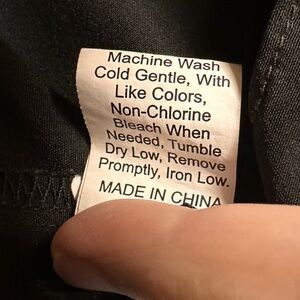 Machine Wash
Cold Gentle, With
Like Colors,
Non-Chlorine
Bleach When
Needed, Tumble
Dry Low, Remove
Promptly, Iron Low.
MADE IN CHINA